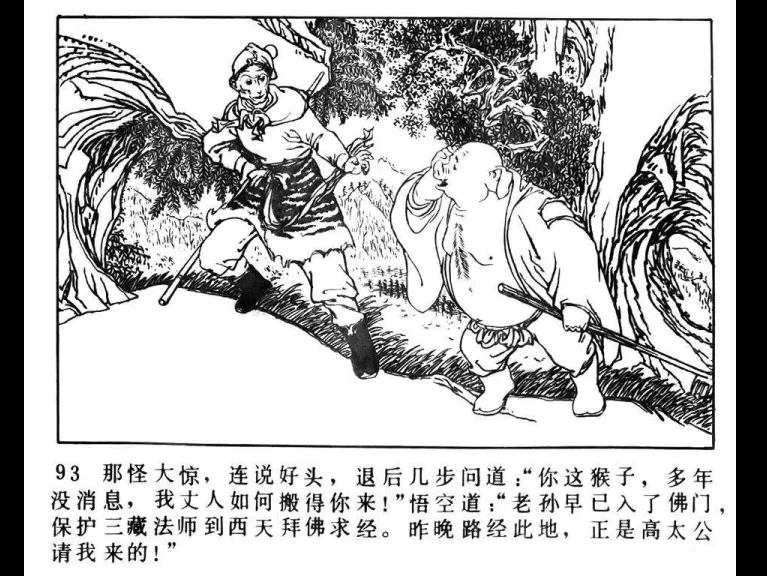 93 那怪大惊，连说好头，退后几步问道：“你这猴子，多年
没消息，我丈人如何搬得你来！”悟空道：“老孙早已入了佛门，
保护三藏法师到西天拜佛求经。昨晚路经此地，正是高太公
请我来的！”